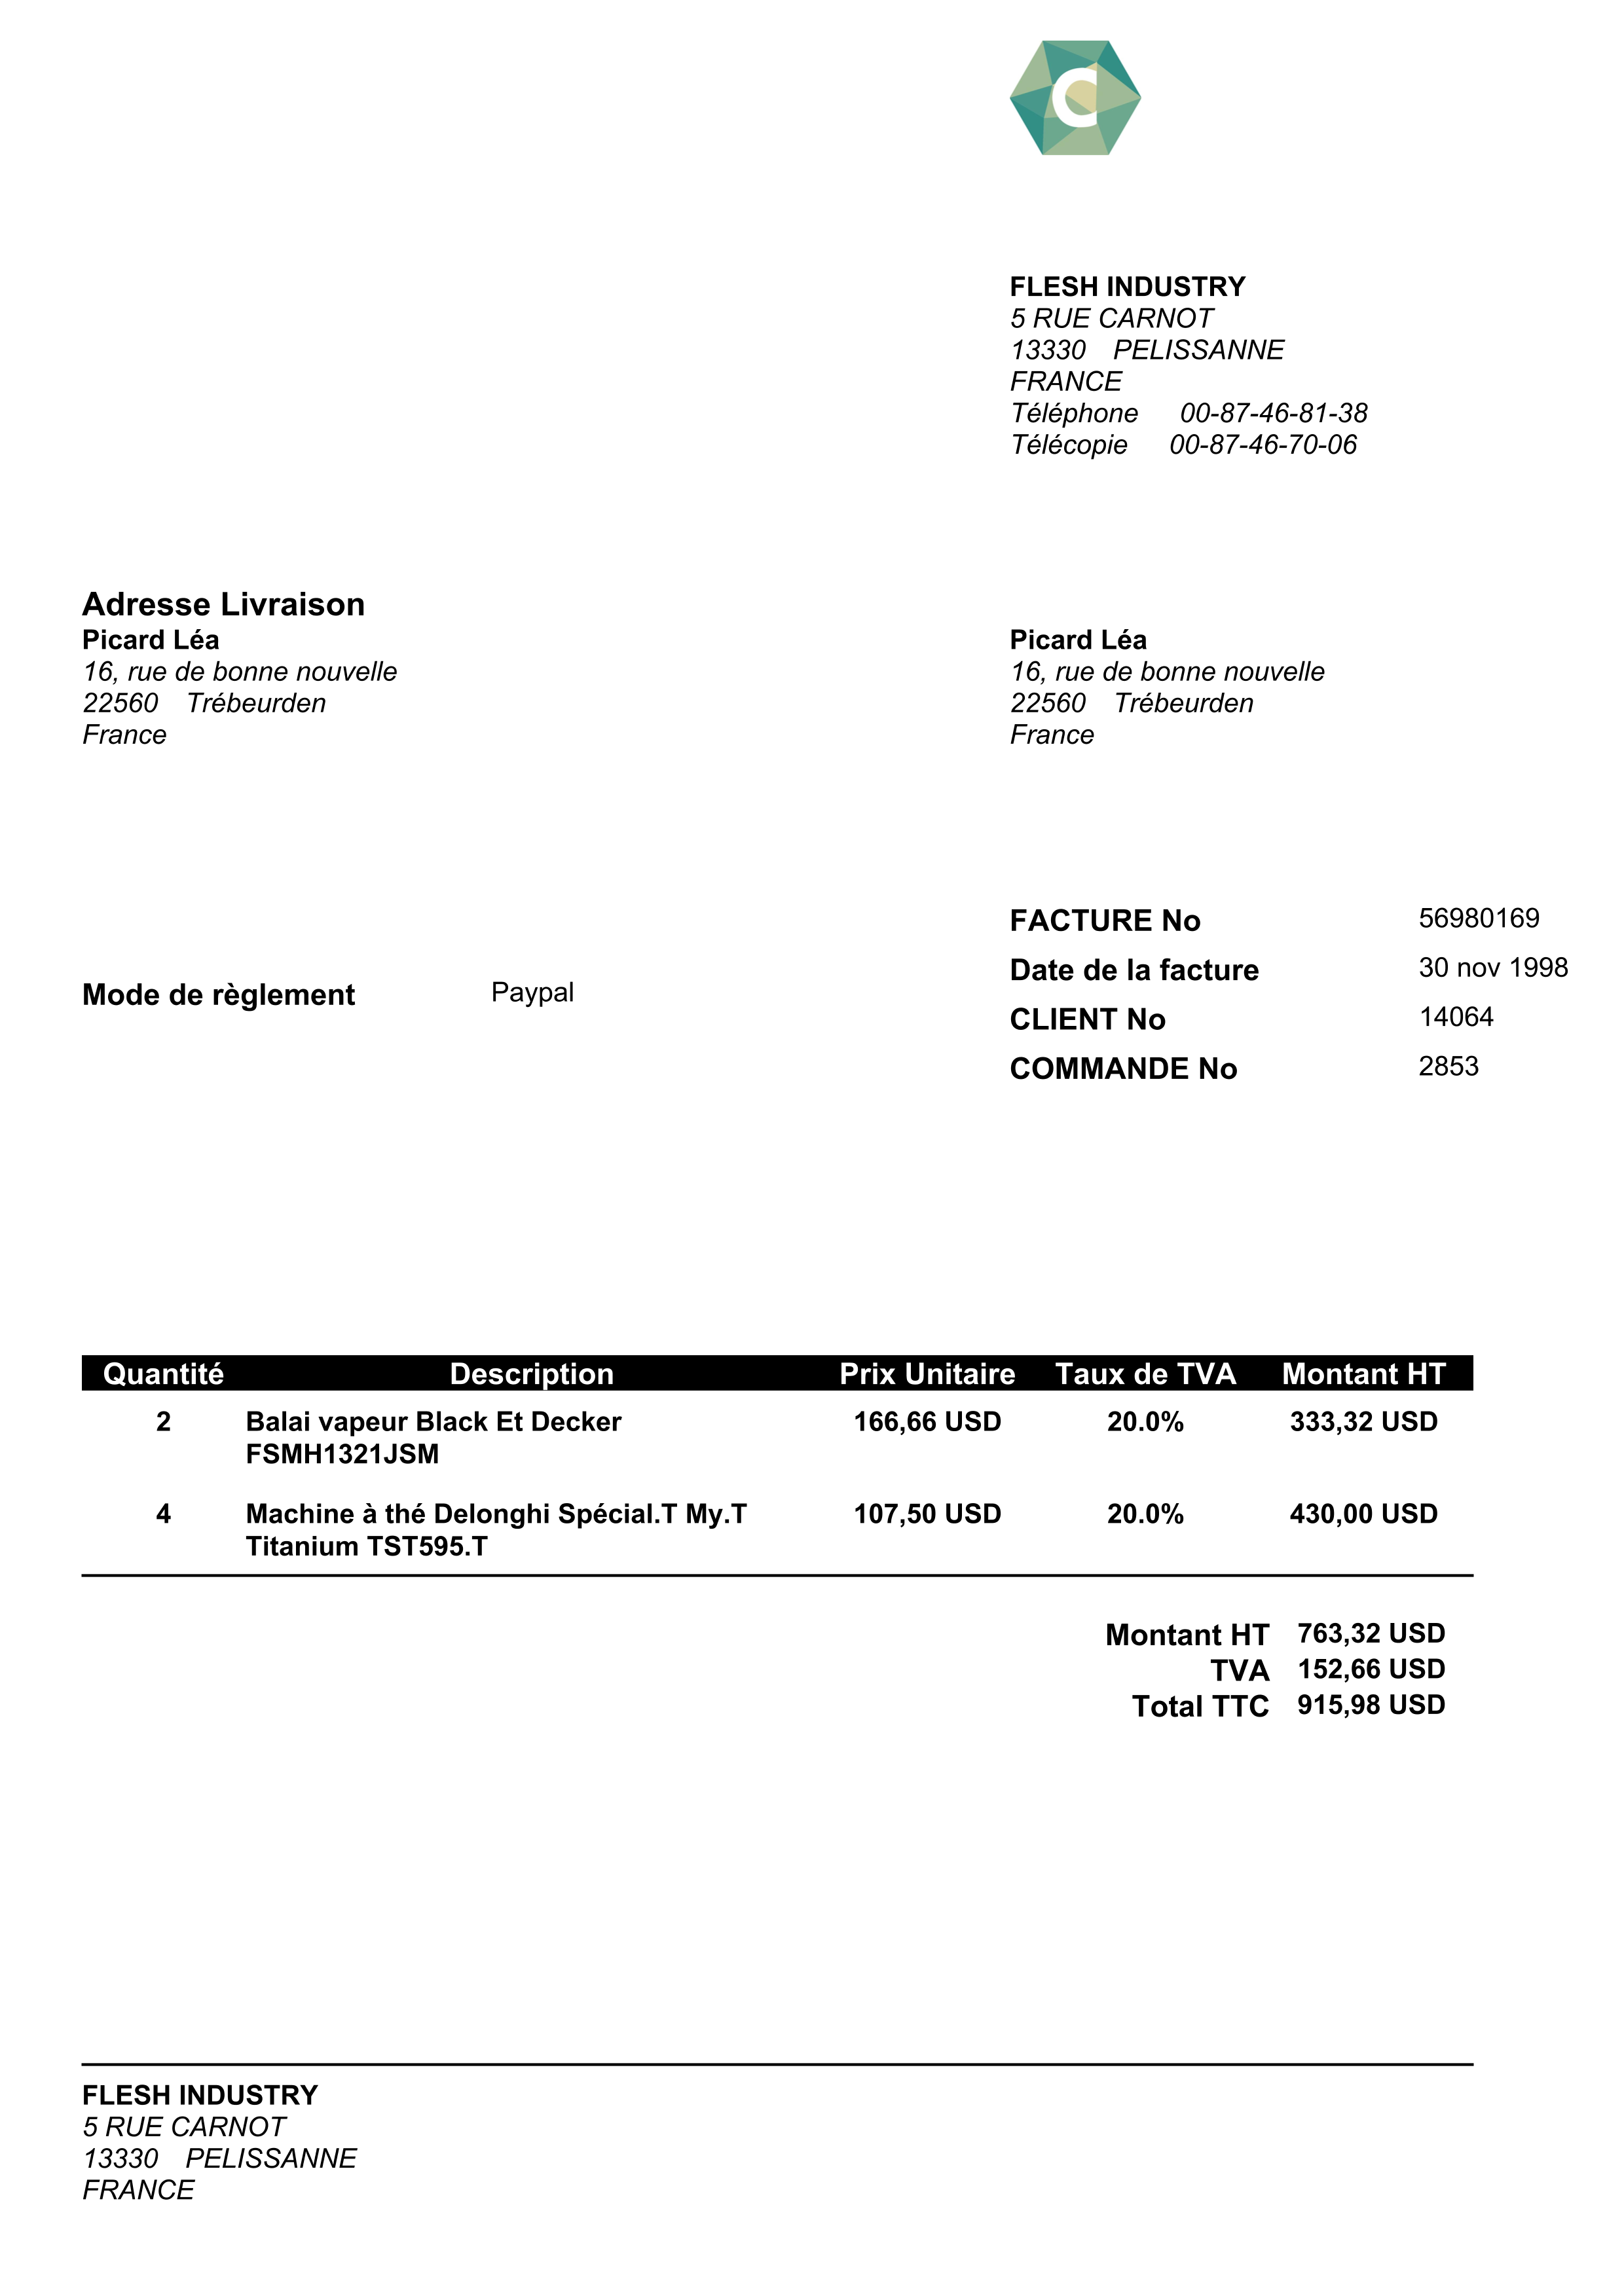 C
FLESH INDUSTRY
5 RUE CARNOT
13330 PELISSANNE
FRANCE
Téléphone 00-87-46-81-38
Télécopie 00-87-46-70-06
Adresse Livraison
Picard Léa
16, rue de bonne nouvelle
22560 Trébeurden
France
Picard Léa
16, rue de bonne nouvelle
22560 Trébeurden
France
Mode de règlement Paypal
FACTURE No 56980169
Date de la facture 30 nov 1998
CLIENT No 14064
COMMANDE No 2853
Quantité Description Prix Unitaire Taux de TVA Montant HT
2 Balai vapeur Black Et Decker 166,66 USD 20.0% 333,32 USD
FSMH1321JSM
4 Machine à thé Delonghi Spécial.T My.T 107,50 USD 20.0% 430,00 USD
Titanium TST595.T
Montant HT 763,32 USD
TVA 152,66 USD
Total TTC 915,98 USD
FLESH INDUSTRY
5 RUE CARNOT
13330 PELISSANNE
FRANCE